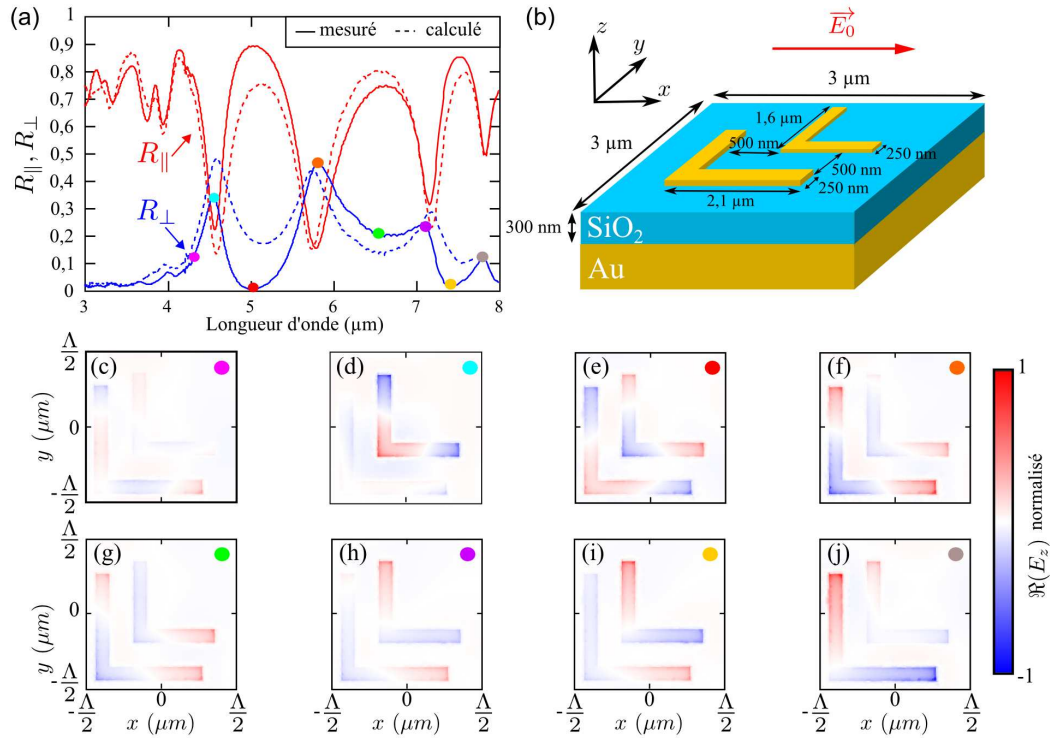 (a)
mesuré
calculé
1
0,9
0,8
0,7
0,6
0,5
0,4
0,3
0,2
0,1
0
R∥, R⊥
R∥
R⊥
3 4 5 6 7 8
Longueur d'onde (µm)
(b)
z
y
x
E₀
3 µm
3 µm
1,6 µm
500 nm
250 nm
500 nm
250 nm
2,1 µm
300 nm
SiO₂
Au
(c) (d) (e) (f)
Λ/2
0
-Λ/2
y (µm)
(g) (h) (i) (j)
Λ/2
0
-Λ/2
y (µm)
-Λ/2 0 Λ/2 -Λ/2 0 Λ/2 -Λ/2 0 Λ/2 -Λ/2 0 Λ/2
x (µm) x (µm) x (µm) x (µm)
1
-1
ℜ(E_z) normalisé